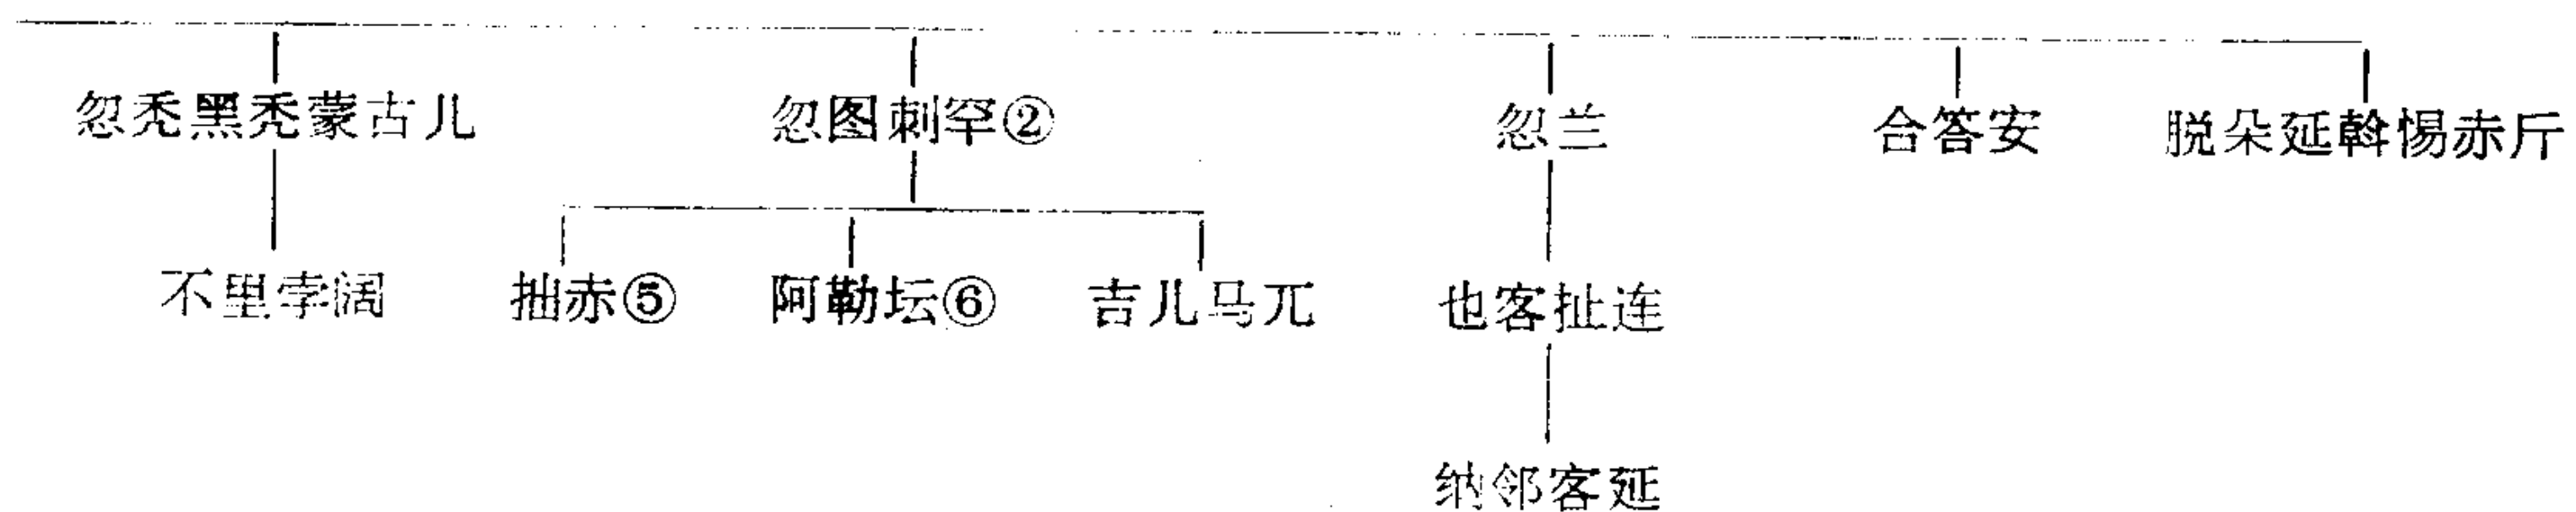 忽秃黑秃蒙古儿 忽图剌罕② 忽兰 合答安 脱朵延斡惕赤斤
不里孛阔 拙赤⑤ 阿勒坛⑥ 吉儿马兀 也客扯连
纳邻客延